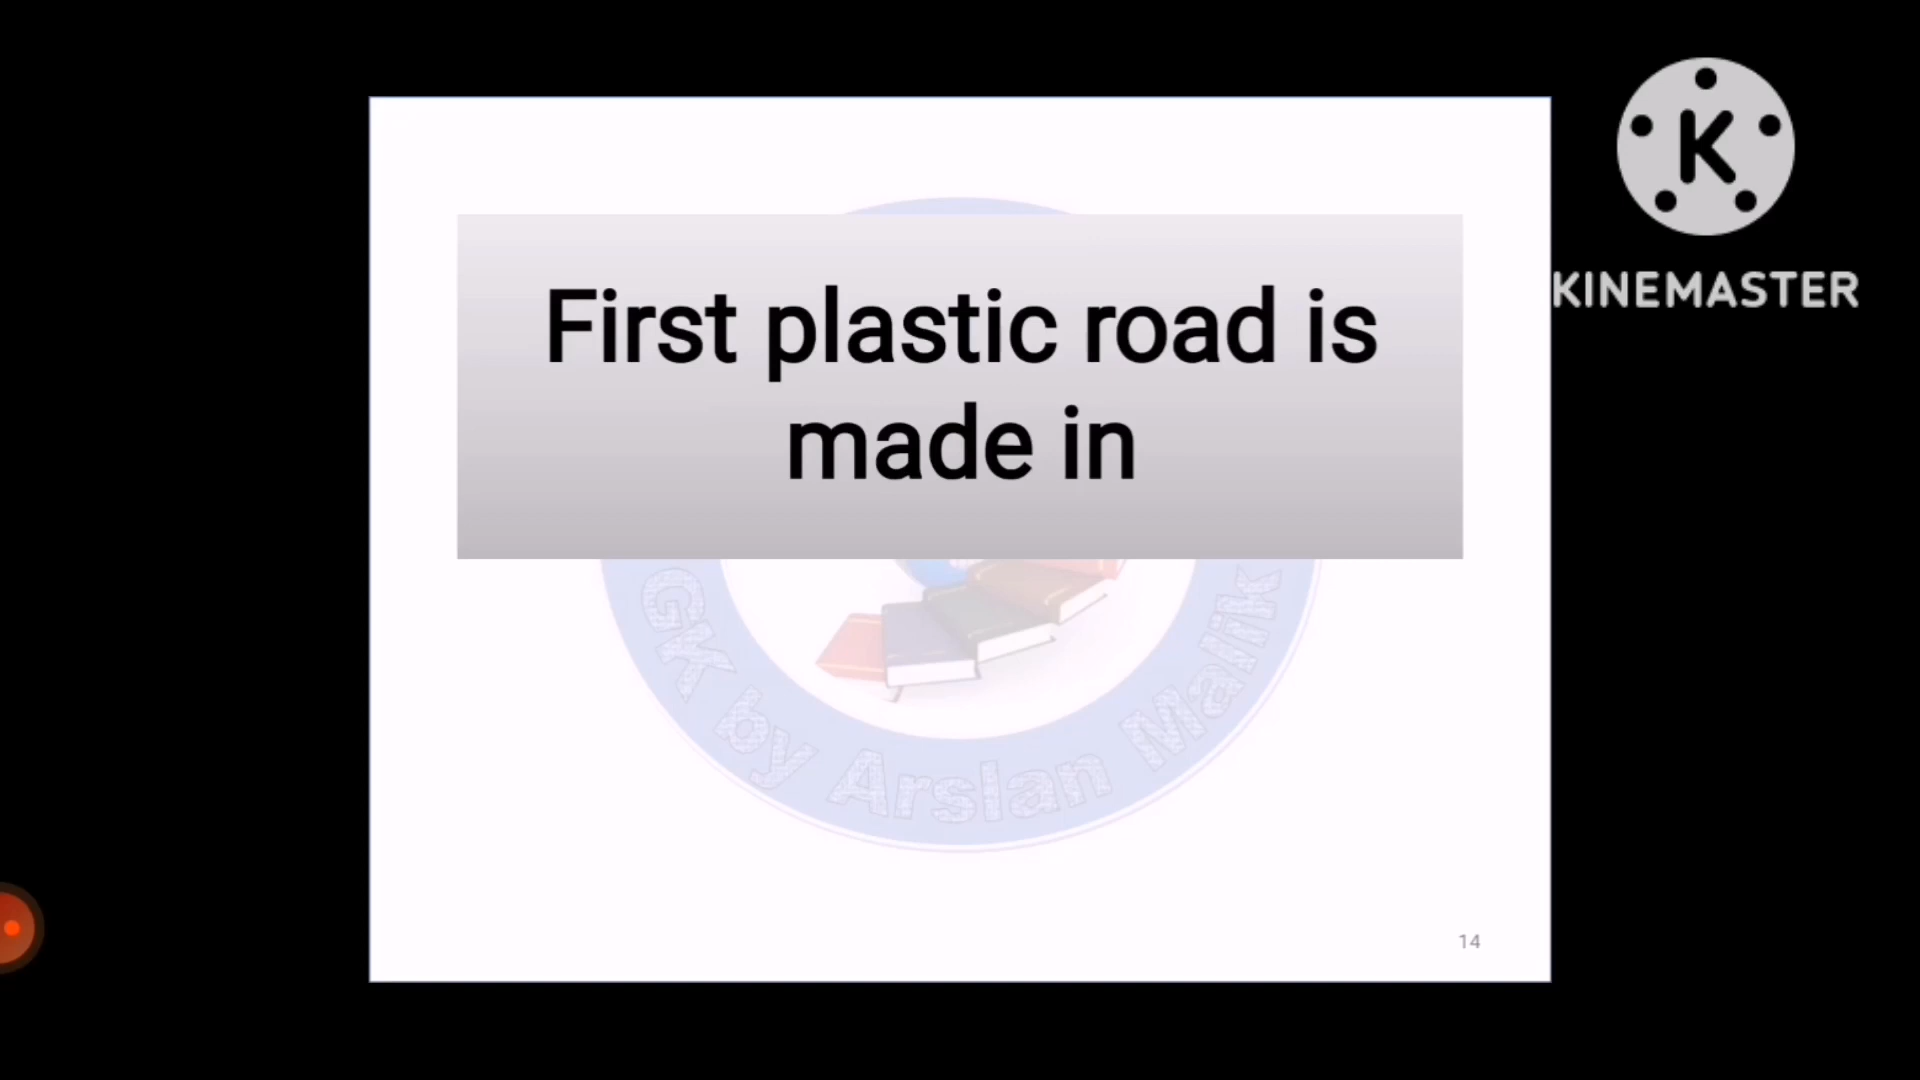 K
KINEMASTER
First plastic road is
made in
GK by Arslan Malik
14